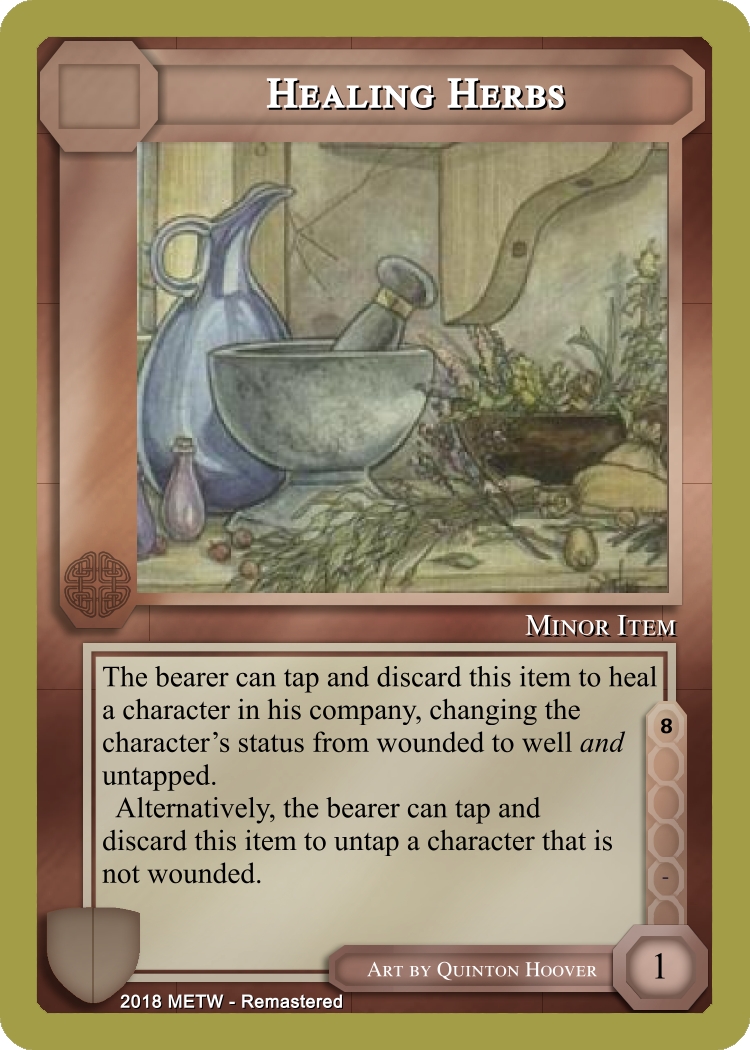 Healing Herbs
Minor Item
The bearer can tap and discard this item to heal
a character in his company, changing the
character's status from wounded to well and
untapped.
Alternatively, the bearer can tap and
discard this item to untap a character that is
not wounded.
8
-
Art by Quinton Hoover
1
2018 METW - Remastered